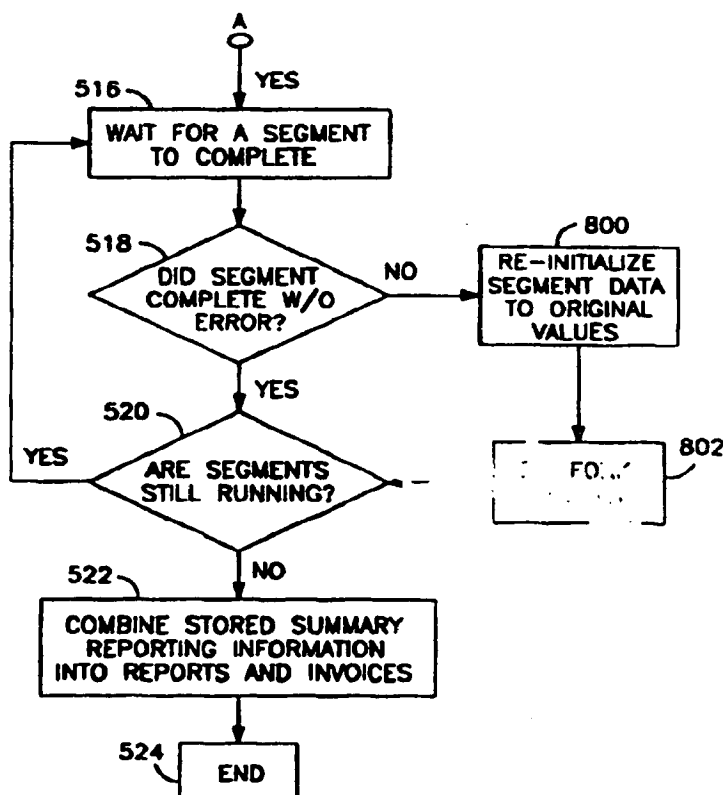 A
YES
516
WAIT FOR A SEGMENT
TO COMPLETE
518
DID SEGMENT
COMPLETE W/O
ERROR?
NO
800
RE-INITIALIZE
SEGMENT DATA
TO ORIGINAL
VALUES
YES
520
YES
ARE SEGMENTS
STILL RUNNING?
802
NO
522
COMBINE STORED SUMMARY
REPORTING INFORMATION
INTO REPORTS AND INVOICES
524
END